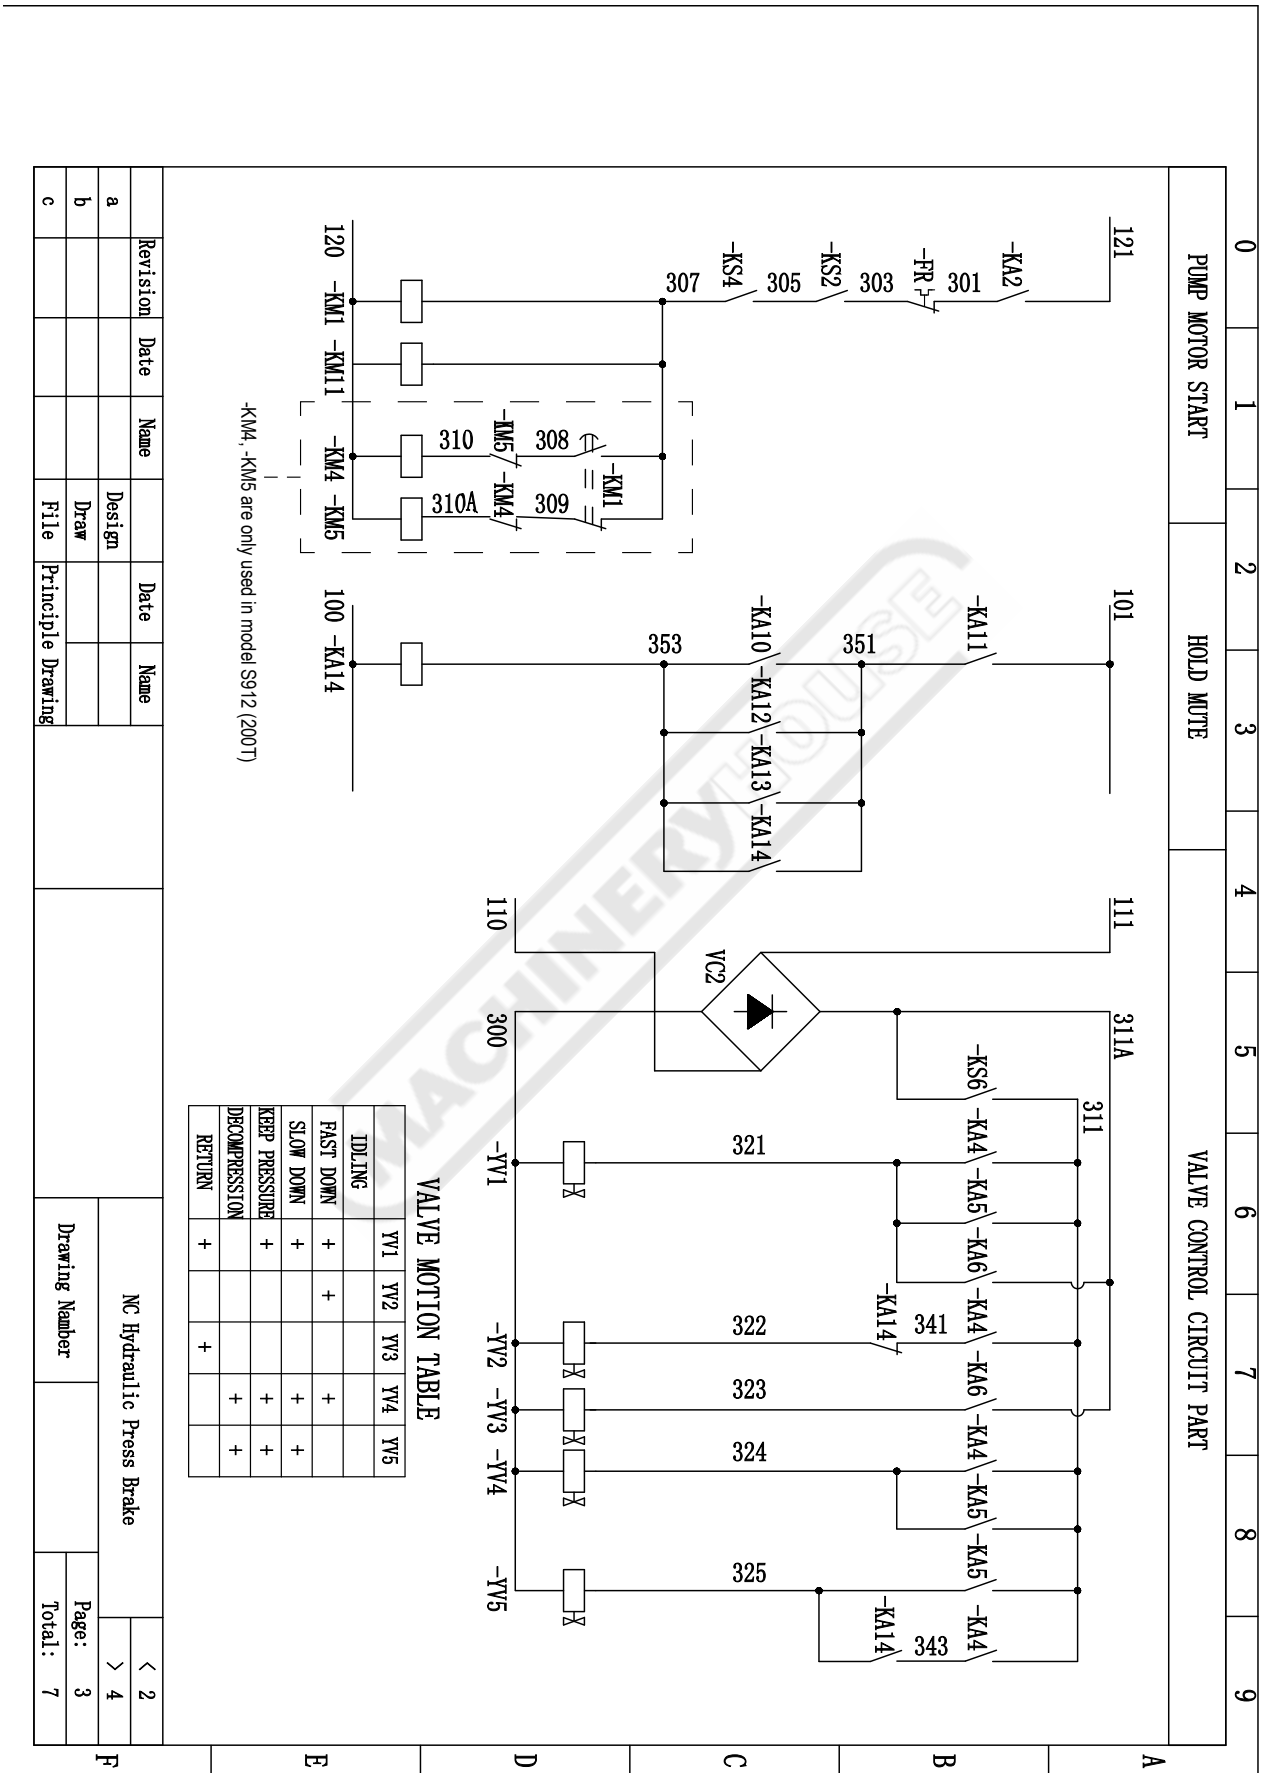 0 1 2 3 4 5 6 7 8 9
PUMP MOTOR START
HOLD MUTE
VALVE CONTROL CIRCUIT PART
A
B
C
D
E
F
121
-KA2
301
-FR
303
-KS2
305
-KS4
307
-KM1
308
309
-KM5
-KM4
310
310A
120
-KM1
-KM11
-KM4
-KM5
-KM4, -KM5 are only used in model S912 (200T)
101
-KA11
351
-KA10
-KA12
-KA13
-KA14
353
100
-KA14
111
311A
311
VC2
110
300
-KS6
-KA4
-KA5
-KA6
-KA4
-KA6
-KA4
-KA5
-KA5
-KA4
341
-KA14
343
-KA14
321
322
323
324
325
-YV1
-YV2
-YV3
-YV4
-YV5
VALVE MOTION TABLE
YV1 YV2 YV3 YV4 YV5
IDLING
FAST DOWN + + +
SLOW DOWN + + +
KEEP PRESSURE + + +
DECOMPRESSION + +
RETURN + +
MACHINERYHOUSE
Revision Date Name Date Name
a Design
b Draw
c File Principle Drawing
NC Hydraulic Press Brake
Drawing Namber
< 2
> 4
Page: 3
Total: 7